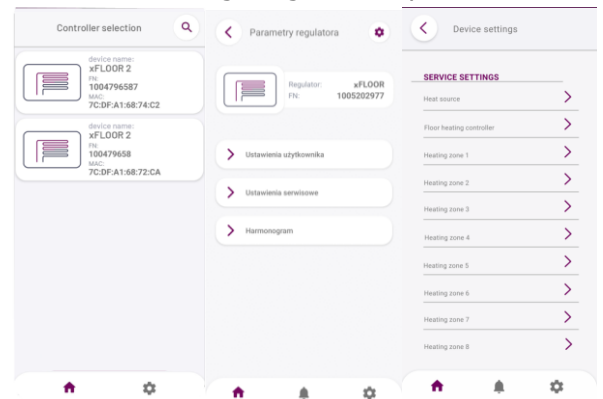 Controller selection
device name:
xFLOOR 2
FN:
1004796587
MAC:
7C:DF:A1:68:74:C2
device name:
xFLOOR 2
FN:
100479658
MAC:
7C:DF:A1:68:72:CA
Parametry regulatora
Regulator: xFLOOR
FN: 1005202977
Ustawienia użytkownika
Ustawienia serwisowe
Harmonogram
Device settings
SERVICE SETTINGS
Heat source
Floor heating controller
Heating zone 1
Heating zone 2
Heating zone 3
Heating zone 4
Heating zone 5
Heating zone 6
Heating zone 7
Heating zone 8